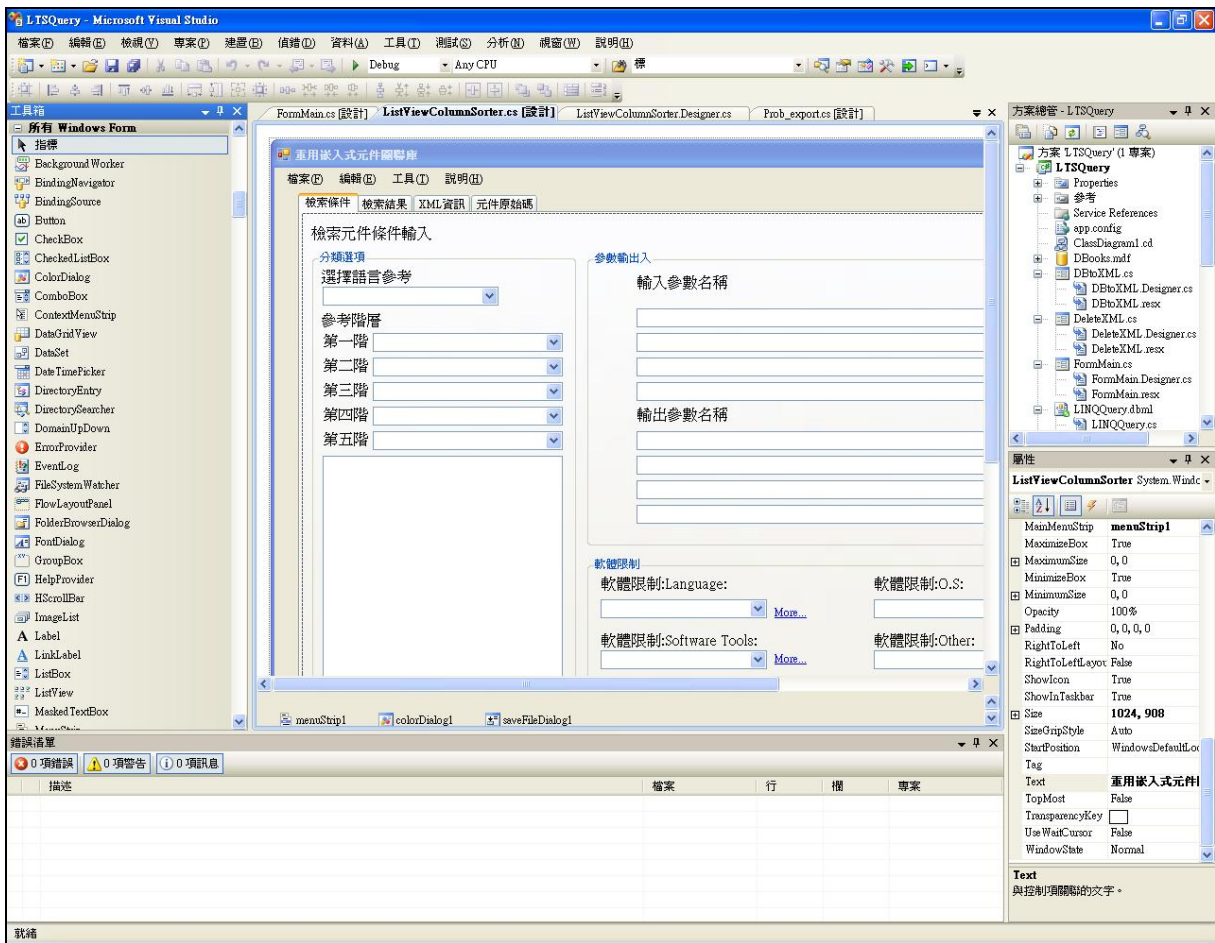 LTSQuery - Microsoft Visual Studio
檔案(F) 編輯(E) 檢視(V) 專案(P) 建置(B) 偵錯(D) 資料(A) 工具(T) 測試(S) 分析(N) 視窗(W) 說明(H)
Debug Any CPU 標
工具箱
所有 Windows Form
指標
BackgroundWorker
BindingNavigator
BindingSource
Button
CheckBox
CheckedListBox
ColorDialog
ComboBox
ContextMenuStrip
DataGridView
DataSet
DateTimePicker
DirectoryEntry
DirectorySearcher
DomainUpDown
ErrorProvider
EventLog
FileSystemWatcher
FlowLayoutPanel
FolderBrowserDialog
FontDialog
GroupBox
HelpProvider
HScrollBar
ImageList
Label
LinkLabel
ListBox
ListView
MaskedTextBox
FormMain.cs [設計] ListViewColumnSorter.cs [設計] ListViewColumnSorter.Designer.cs Prob_export.cs [設計]
重用嵌入式元件關聯庫
檔案(F) 編輯(E) 工具(T) 說明(H)
檢索條件 檢索結果 XML資訊 元件原始碼
檢索元件條件輸入
分類選項
選擇語言參考
參考階層
第一階
第二階
第三階
第四階
第五階
參數輸出入
輸入參數名稱
輸出參數名稱
軟體限制
軟體限制:Language: 軟體限制:O.S:
More...
軟體限制:Software Tools: 軟體限制:Other:
More...
menuStrip1 colorDialog1 saveFileDialog1
方案總管 - LTSQuery
方案 'LTSQuery' (1 專案)
LTSQuery
Properties
參考
Service References
app.config
ClassDiagram1.cd
DBooks.mdf
DBtoXML.cs
DBtoXML.Designer.cs
DBtoXML.resx
DeleteXML.cs
DeleteXML.Designer.cs
DeleteXML.resx
FormMain.cs
FormMain.Designer.cs
FormMain.resx
LINQQuery.dbml
LINQQuery.cs
屬性
ListViewColumnSorter System.Windc
MainMenuStrip menuStrip1
MaximizeBox True
MaximumSize 0, 0
MinimizeBox True
MinimumSize 0, 0
Opacity 100%
Padding 0, 0, 0, 0
RightToLeft No
RightToLeftLayou False
ShowIcon True
ShowInTaskbar True
Size 1024, 908
SizeGripStyle Auto
StartPosition WindowsDefaultLoc
Tag
Text 重用嵌入式元件
TopMost False
TransparencyKey
UseWaitCursor False
WindowState Normal
Text
與控制項關聯的文字。
錯誤清單
0 項錯誤 0 項警告 0 項訊息
描述 檔案 行 欄 專案
就緒